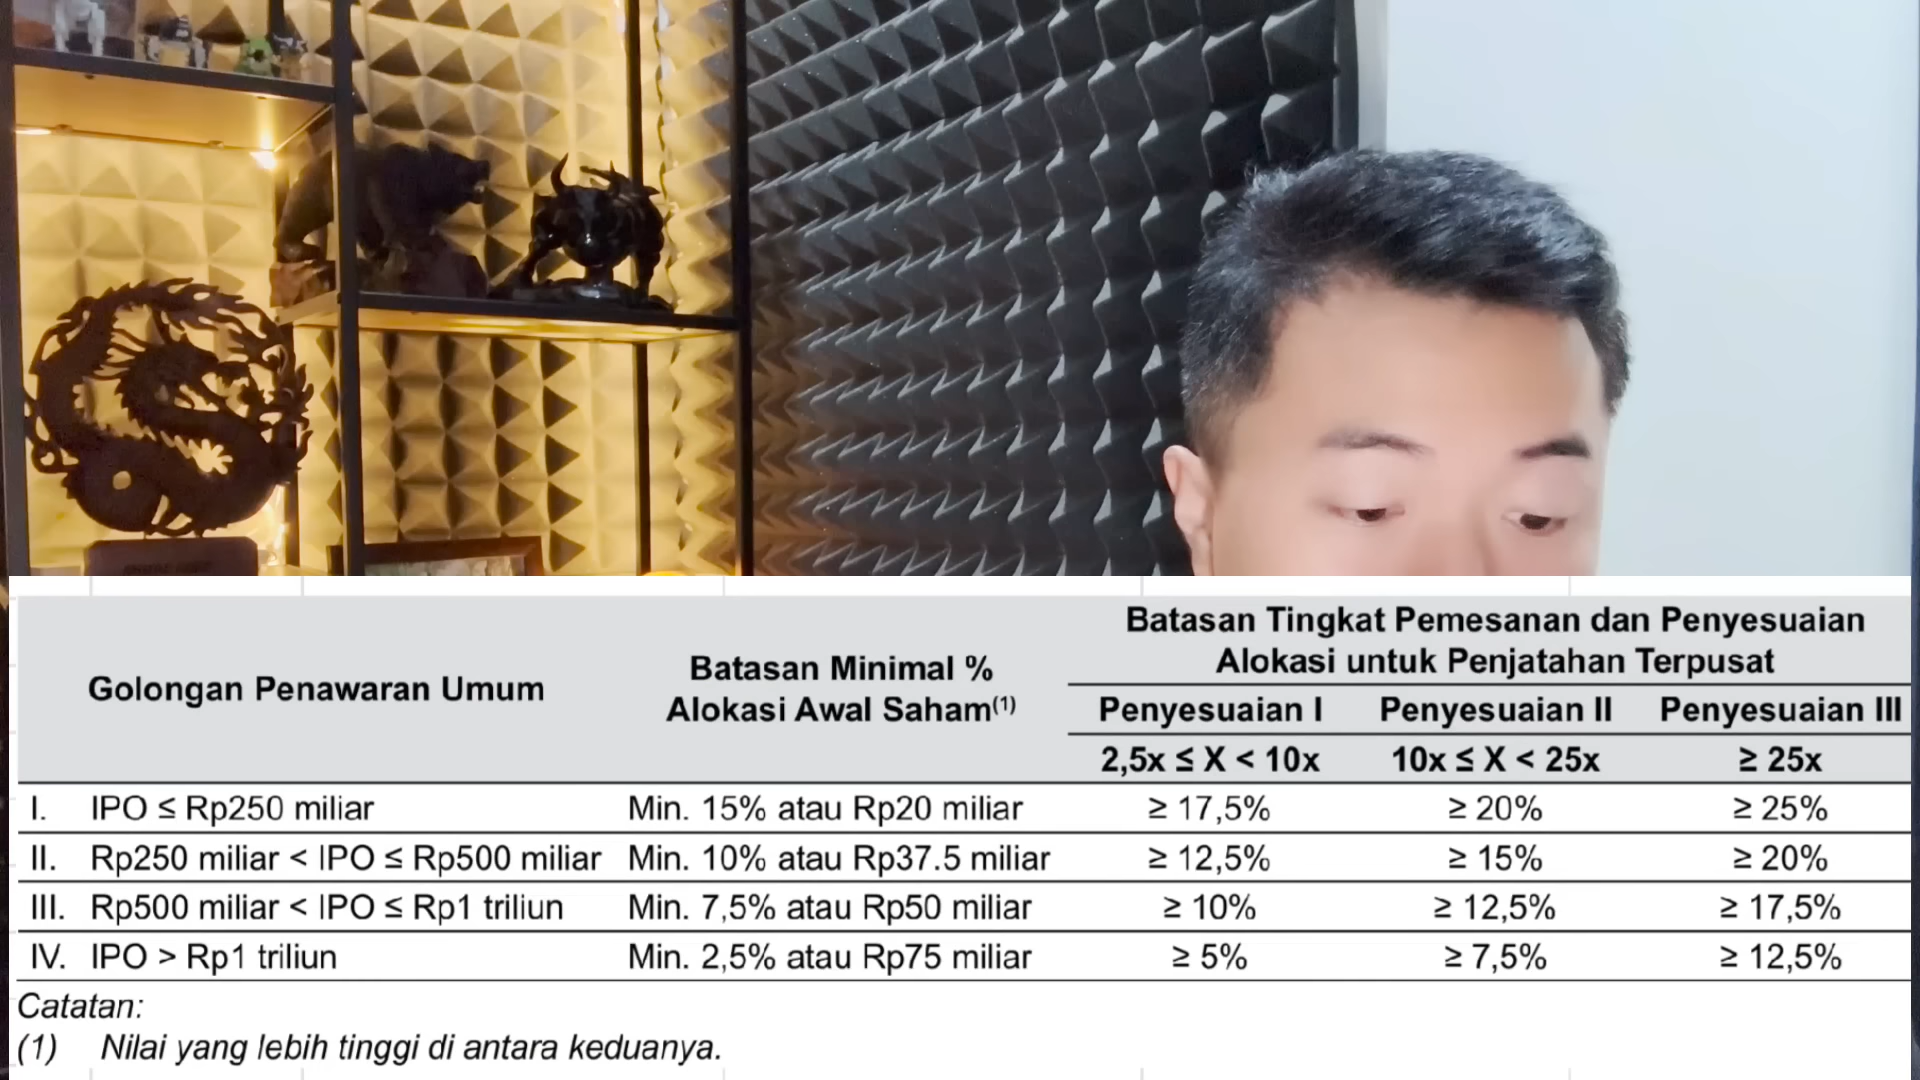 Golongan Penawaran Umum
Batasan Minimal %
Alokasi Awal Saham(1)
Batasan Tingkat Pemesanan dan Penyesuaian
Alokasi untuk Penjatahan Terpusat
Penyesuaian I Penyesuaian II Penyesuaian III
2,5x ≤ X < 10x 10x ≤ X < 25x ≥ 25x
I. IPO ≤ Rp250 miliar Min. 15% atau Rp20 miliar ≥ 17,5% ≥ 20% ≥ 25%
II. Rp250 miliar < IPO ≤ Rp500 miliar Min. 10% atau Rp37.5 miliar ≥ 12,5% ≥ 15% ≥ 20%
III. Rp500 miliar < IPO ≤ Rp1 triliun Min. 7,5% atau Rp50 miliar ≥ 10% ≥ 12,5% ≥ 17,5%
IV. IPO > Rp1 triliun Min. 2,5% atau Rp75 miliar ≥ 5% ≥ 7,5% ≥ 12,5%
Catatan:
(1) Nilai yang lebih tinggi di antara keduanya.